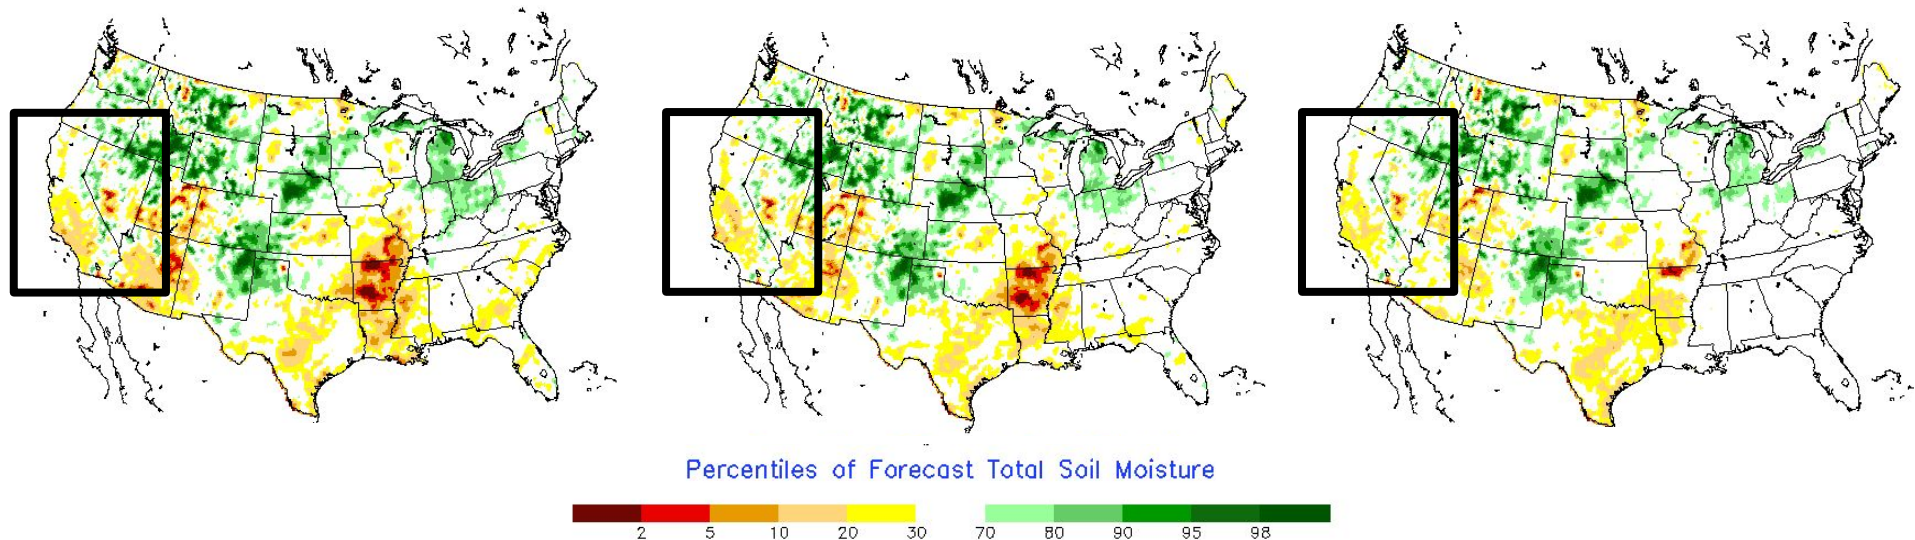 Percentiles of Forecast Total Soil Moisture
2 5 10 20 30 70 80 90 95 98